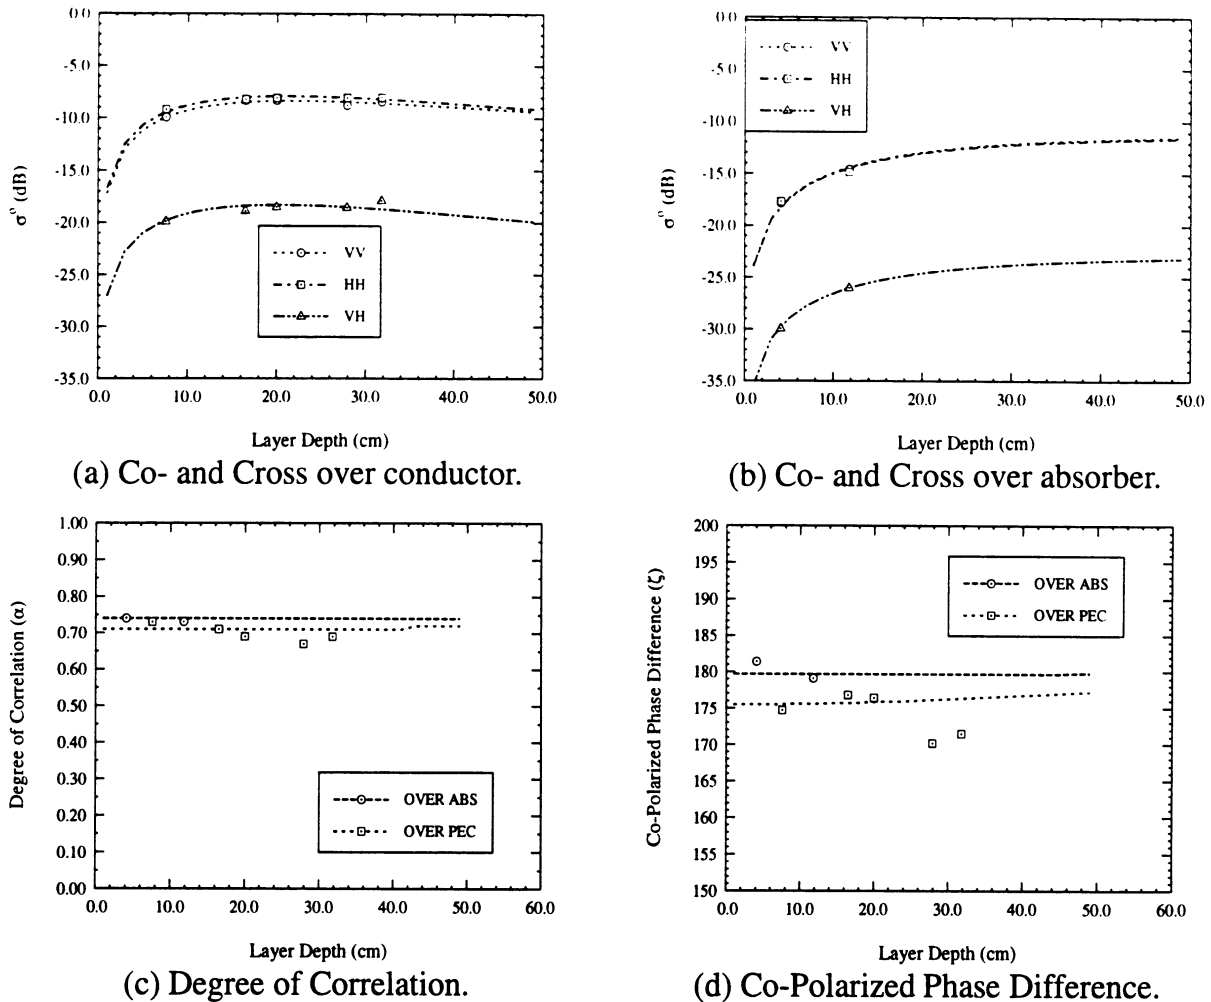 0.0
-5.0
-10.0
-15.0
-20.0
-25.0
-30.0
-35.0
σ° (dB)
VV
HH
VH
0.0 10.0 20.0 30.0 40.0 50.0
Layer Depth (cm)
(a) Co- and Cross over conductor.
0.0
-5.0
-10.0
-15.0
-20.0
-25.0
-30.0
-35.0
σ° (dB)
VV
HH
VH
0.0 10.0 20.0 30.0 40.0 50.0
Layer Depth (cm)
(b) Co- and Cross over absorber.
1.00
0.90
0.80
0.70
0.60
0.50
0.40
0.30
0.20
0.10
0.00
Degree of Correlation (α)
OVER ABS
OVER PEC
0.0 10.0 20.0 30.0 40.0 50.0 60.0
Layer Depth (cm)
(c) Degree of Correlation.
200
195
190
185
180
175
170
165
160
155
150
Co-Polarized Phase Difference (ζ)
OVER ABS
OVER PEC
0.0 10.0 20.0 30.0 40.0 50.0 60.0
Layer Depth (cm)
(d) Co-Polarized Phase Difference.